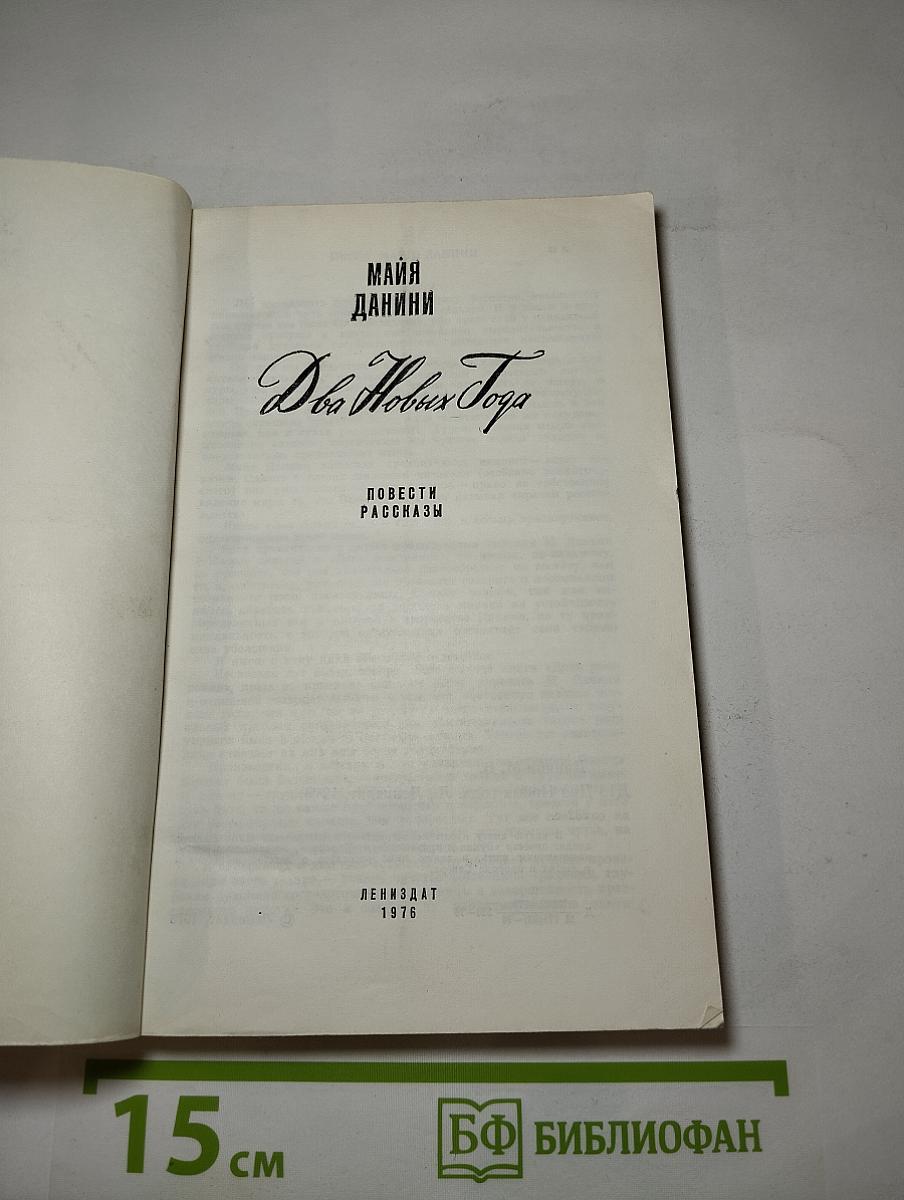 МАЙЯ
ДАНИНИ
Два Новых Года
ПОВЕСТИ
РАССКАЗЫ
ЛЕНИЗДАТ
1976
15 см
БФ БИБЛИОФАН